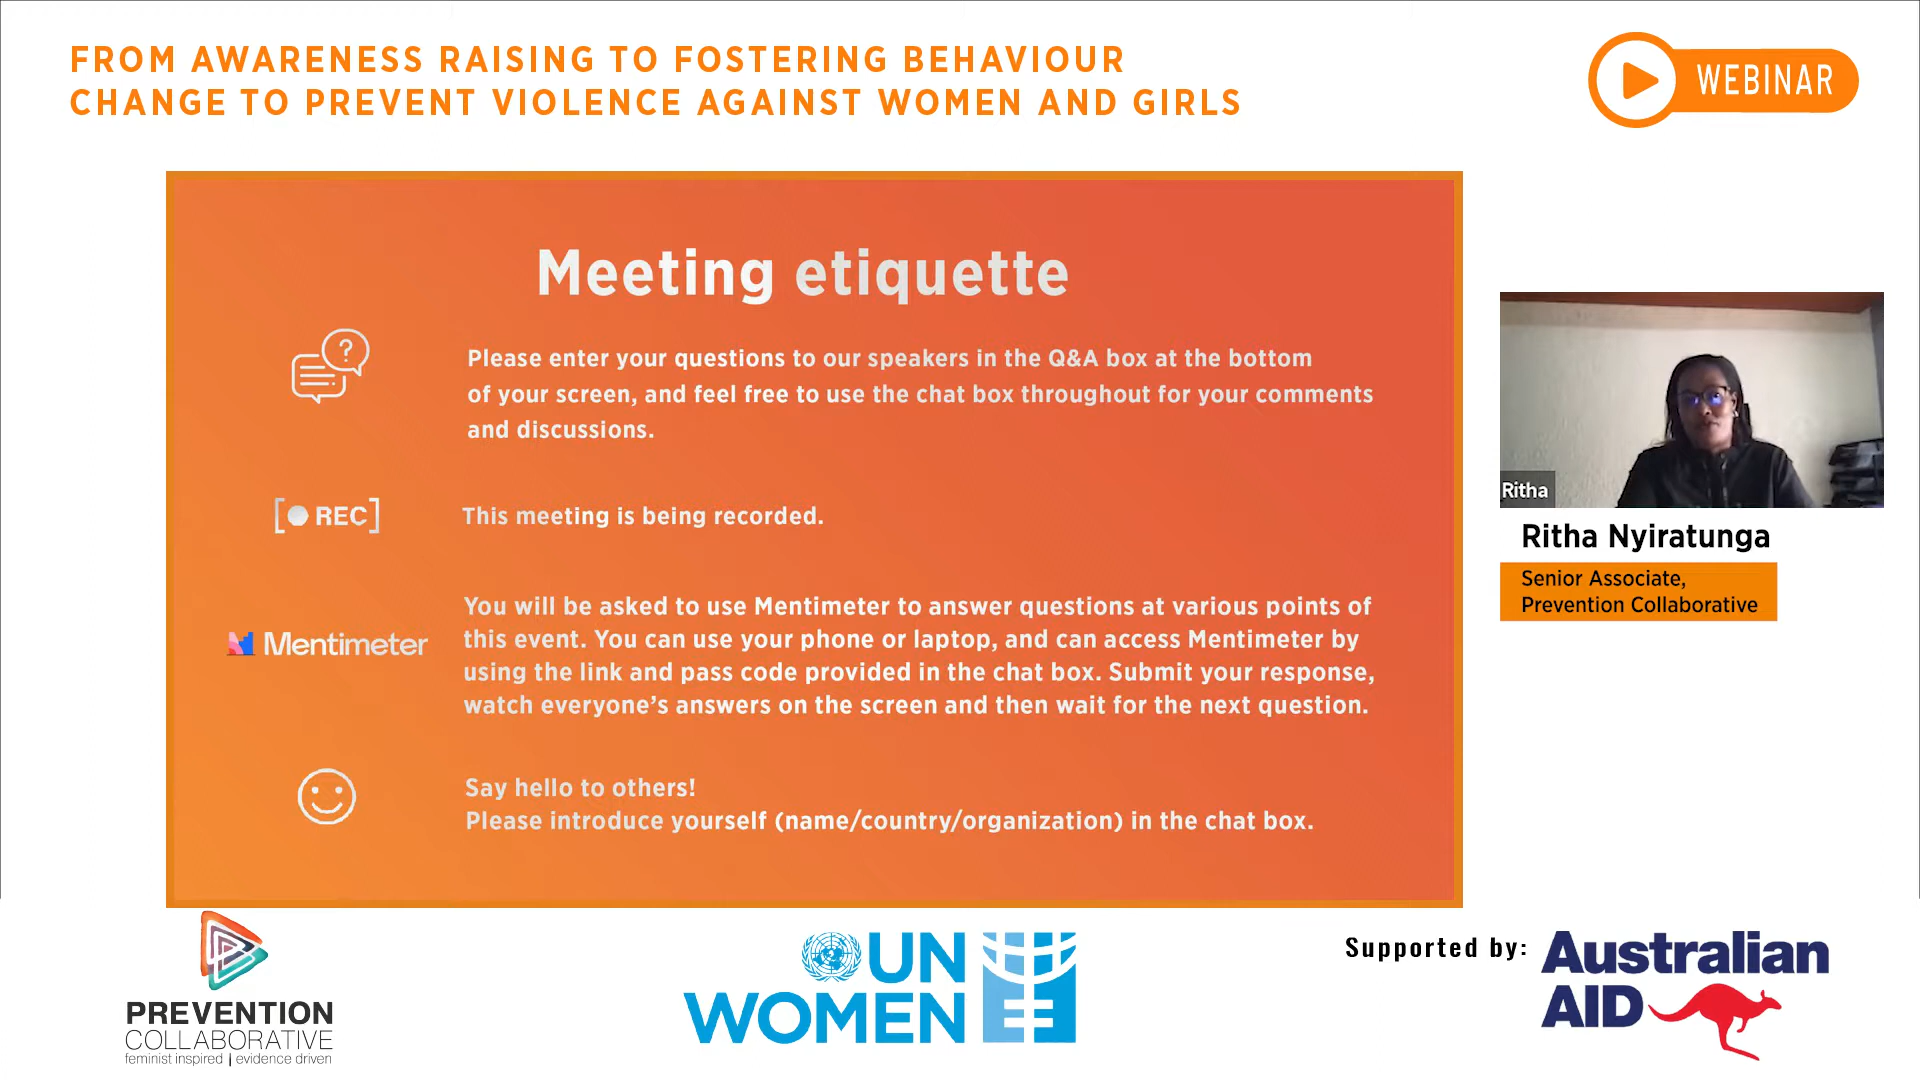 FROM AWARENESS RAISING TO FOSTERING BEHAVIOUR
CHANGE TO PREVENT VIOLENCE AGAINST WOMEN AND GIRLS
WEBINAR
Meeting etiquette
?
Please enter your questions to our speakers in the Q&A box at the bottom
of your screen, and feel free to use the chat box throughout for your comments
and discussions.
[● REC]
This meeting is being recorded.
Mentimeter
You will be asked to use Mentimeter to answer questions at various points of
this event. You can use your phone or laptop, and can access Mentimeter by
using the link and pass code provided in the chat box. Submit your response,
watch everyone’s answers on the screen and then wait for the next question.
Say hello to others!
Please introduce yourself (name/country/organization) in the chat box.
Ritha
Ritha Nyiratunga
Senior Associate,
Prevention Collaborative
PREVENTION
COLLABORATIVE
feminist inspired | evidence driven
UN
WOMEN
Supported by:
Australian
AID